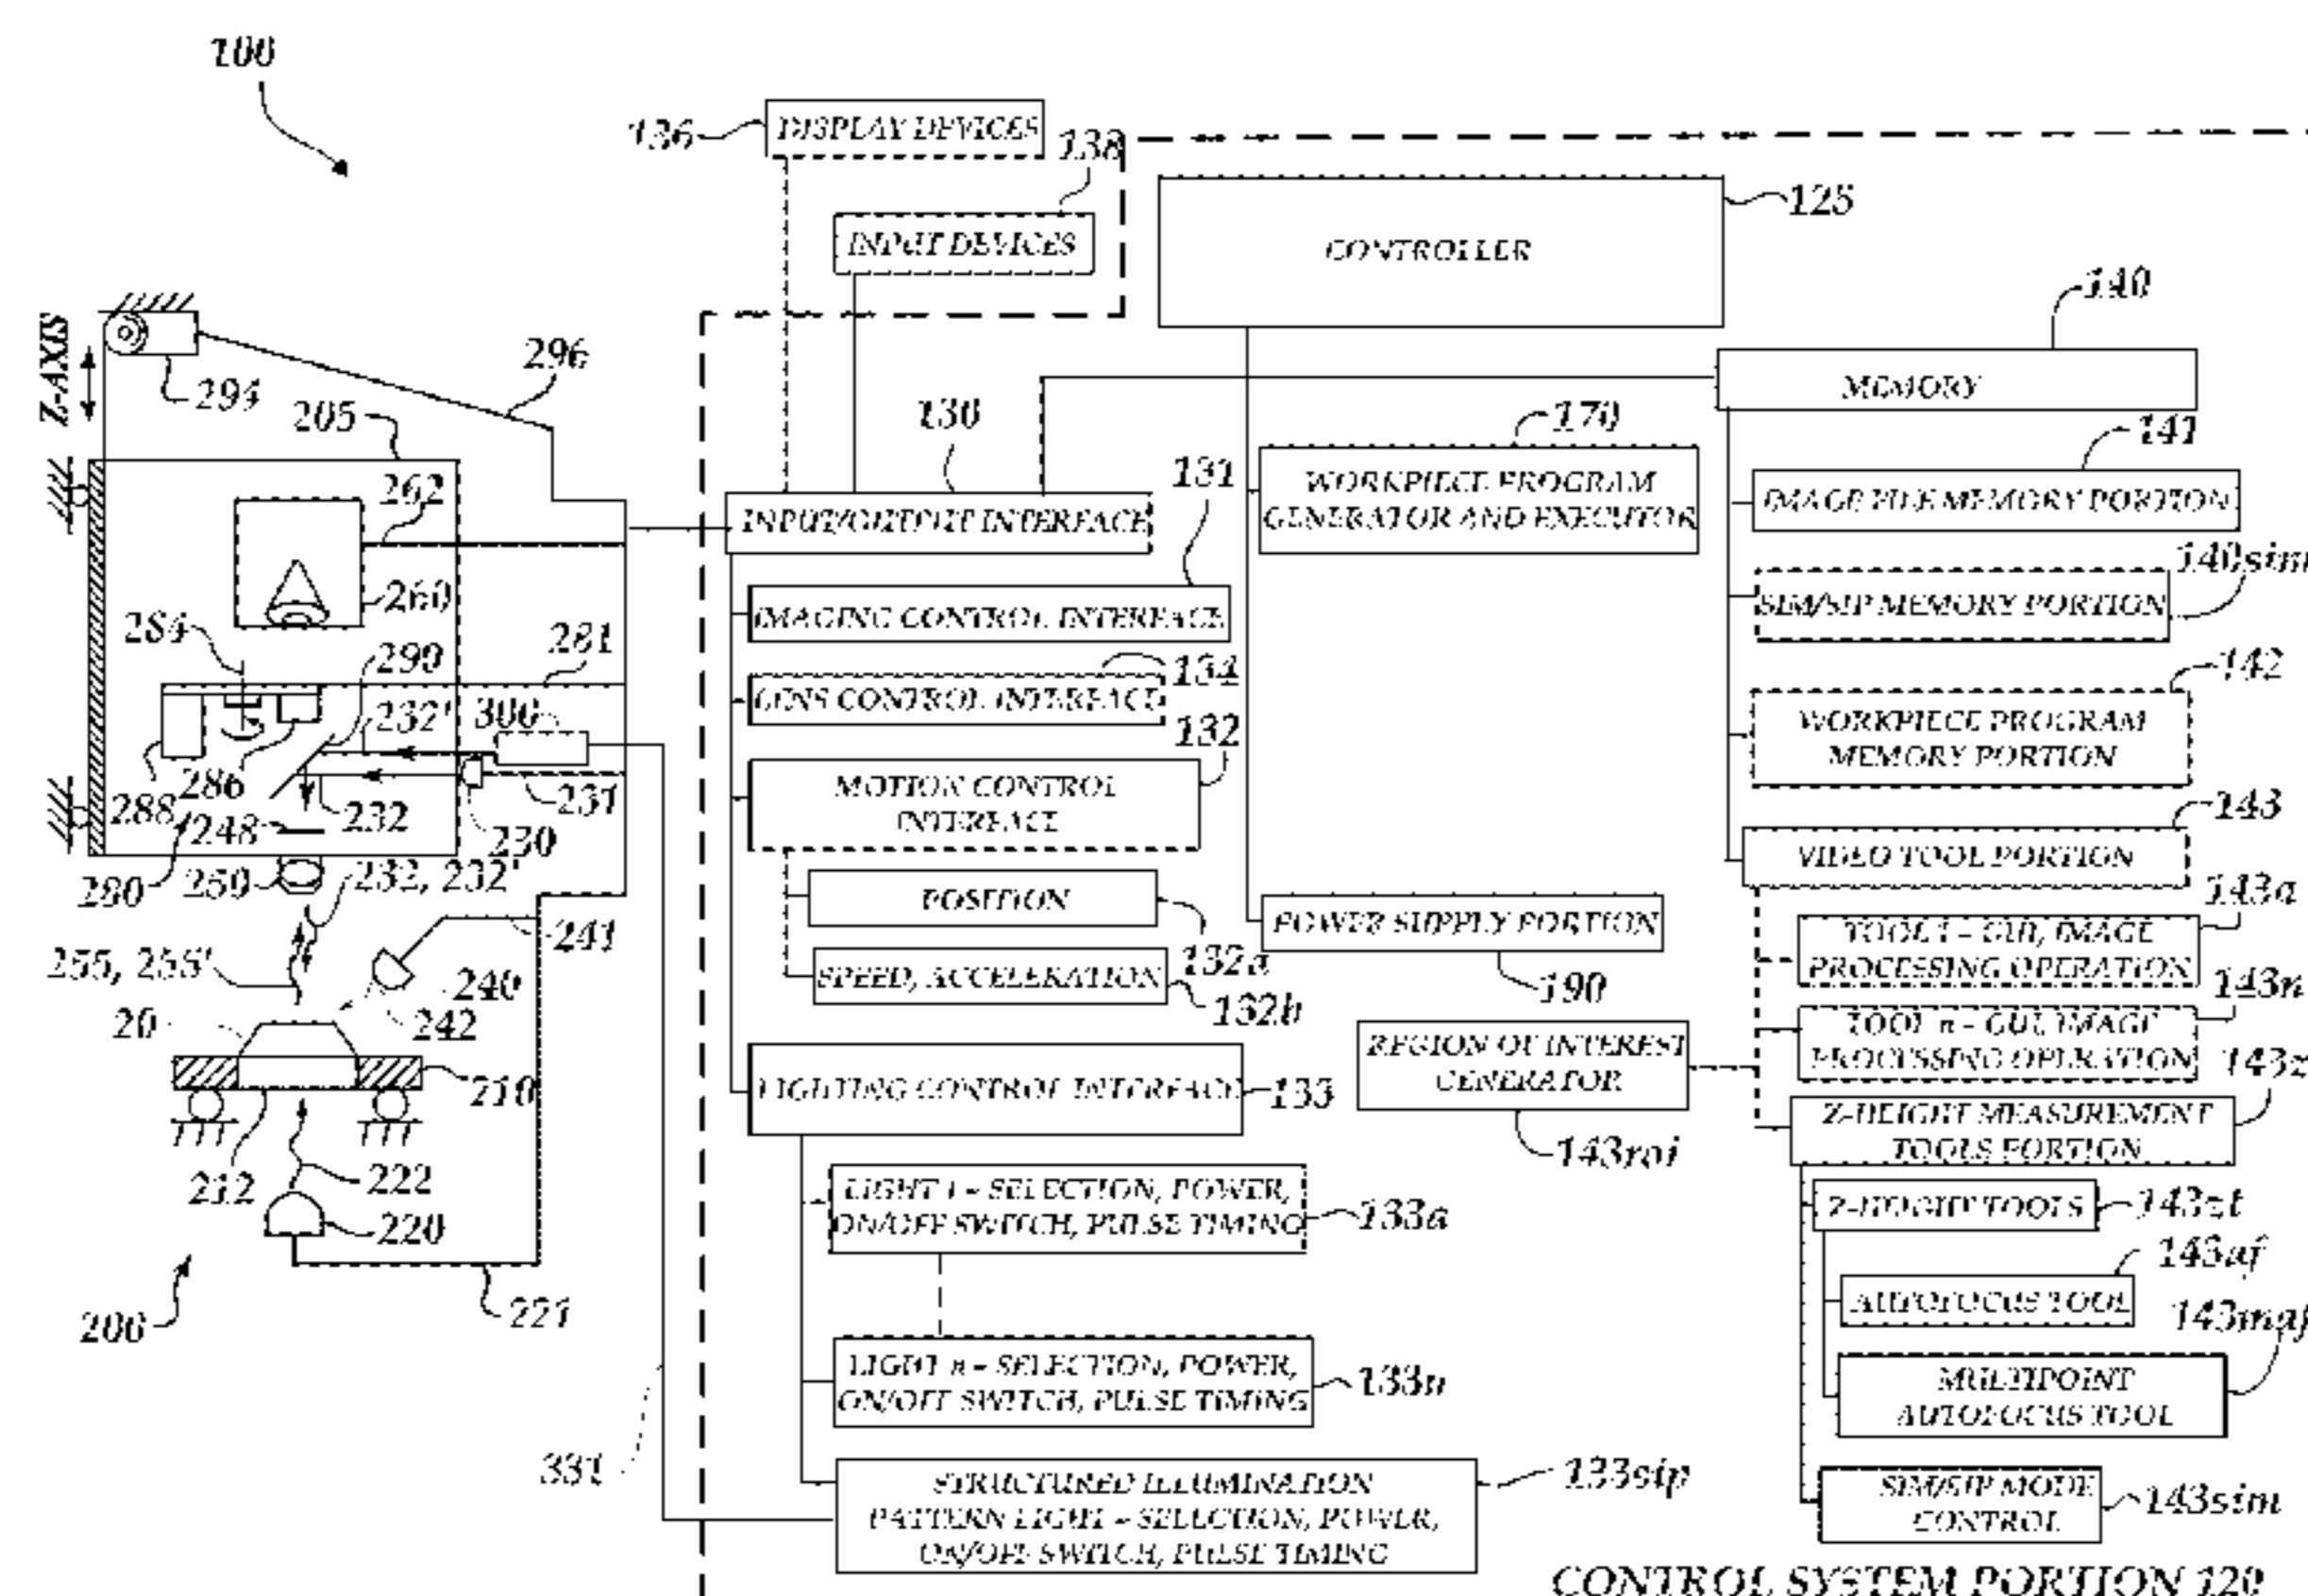 100
136
DISPLAY DEVICES
138
INPUT DEVICES
CONTROLLER
125
140
MEMORY
Z-AXIS
294
296
205
130
INPUT/OUTPUT INTERFACE
170
WORKPIECE PROGRAM
GENERATOR AND EXECUTOR
141
IMAGE FILE MEMORY PORTION
140sim
SIM/SIP MEMORY PORTION
142
WORKPIECE PROGRAM
MEMORY PORTION
143
VIDEO TOOL PORTION
262
260
284
290
281
232'
300
286
288
248
232
231
230
280
250
232, 232'
241
255, 255'
240
242
20
210
212
222
220
221
200
331
131
IMAGING CONTROL INTERFACE
134
LENS CONTROL INTERFACE
132
MOTION CONTROL
INTERFACE
POSITION
132a
SPEED, ACCELERATION
132b
POWER SUPPLY PORTION
190
LIGHTING CONTROL INTERFACE
133
REGION OF INTEREST
GENERATOR
143roi
LIGHT 1 – SELECTION, POWER,
ON/OFF SWITCH, PULSE TIMING
133a
LIGHT n – SELECTION, POWER,
ON/OFF SWITCH, PULSE TIMING
133n
STRUCTURED ILLUMINATION
PATTERN LIGHT – SELECTION, POWER,
ON/OFF SWITCH, PULSE TIMING
133sip
143a
TOOL 1 – GUI, IMAGE
PROCESSING OPERATION
143n
TOOL n – GUI, IMAGE
PROCESSING OPERATION
Z-HEIGHT MEASUREMENT
TOOLS PORTION
Z-HEIGHT TOOLS
143zt
143af
AUTOFOCUS TOOL
143maf
MULTIPOINT
AUTOFOCUS TOOL
SIM/SIP MODE
CONTROL
143sim
CONTROL SYSTEM PORTION 120